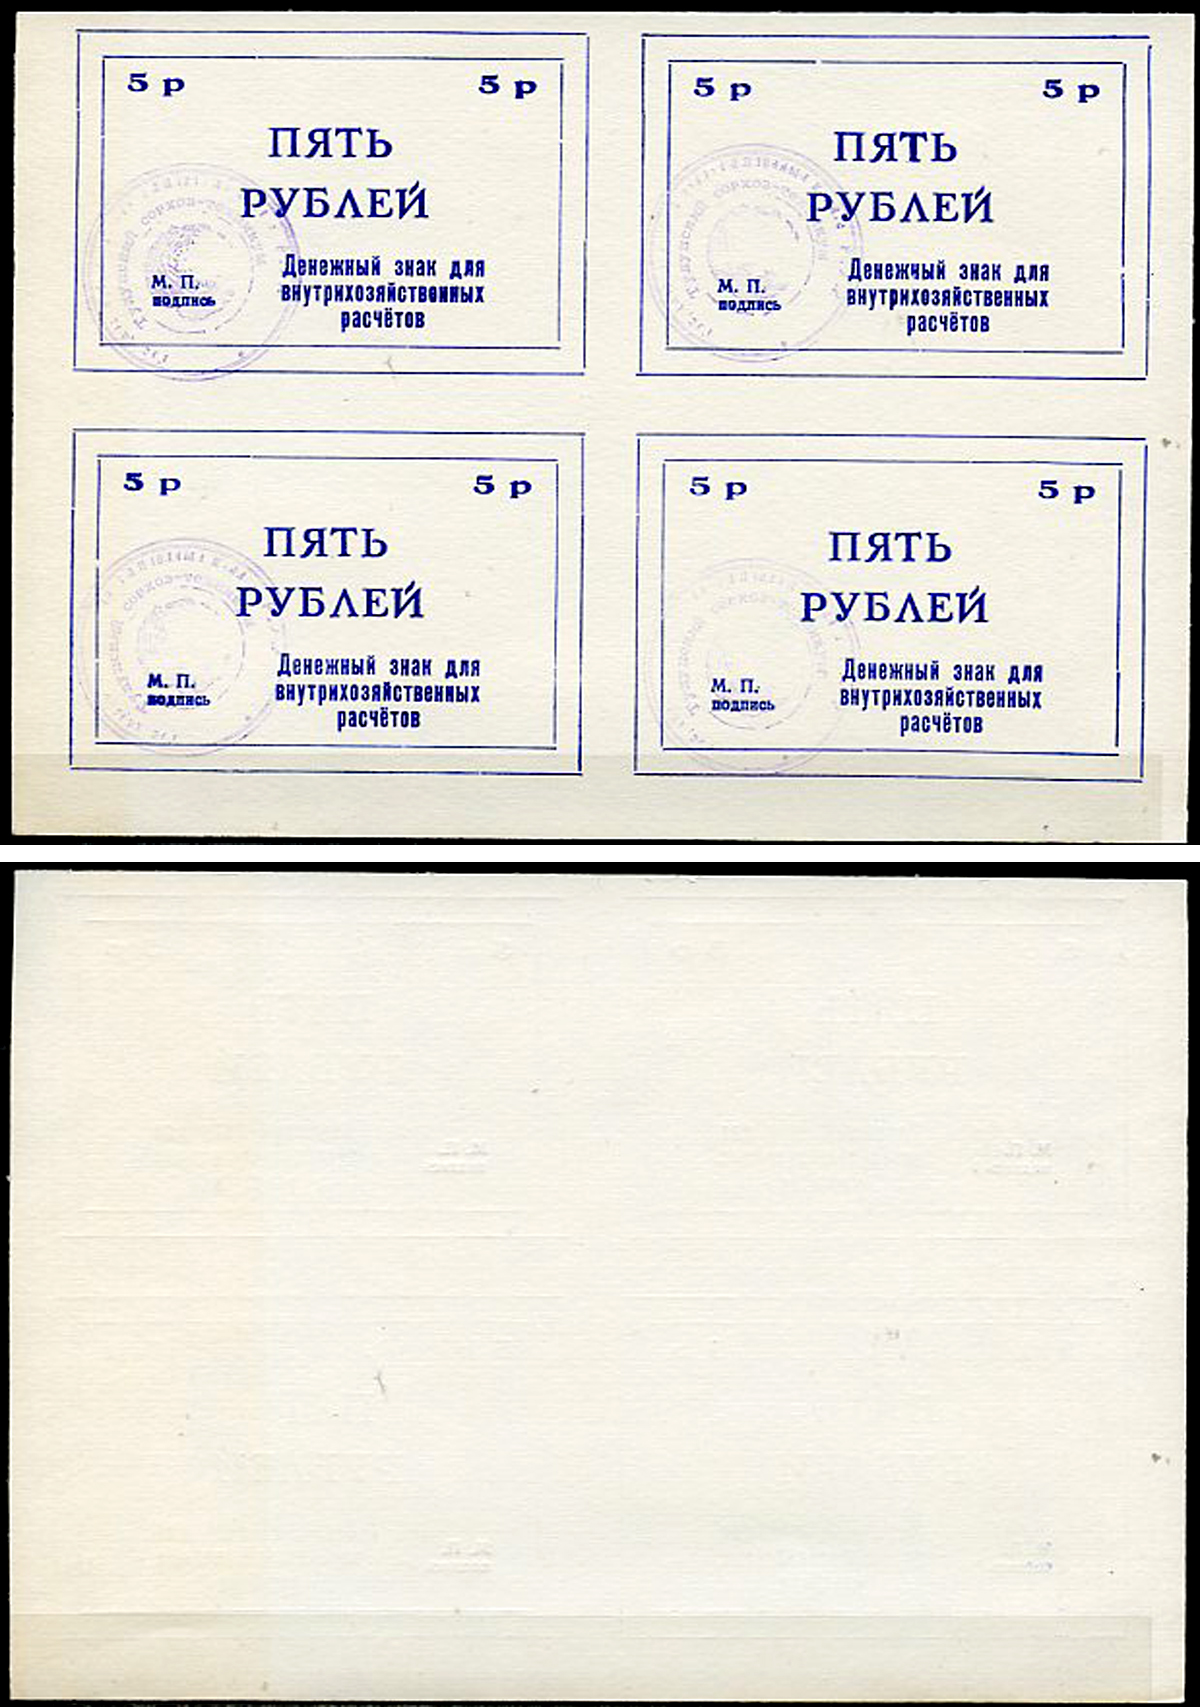 5 р 5 р
ПЯТЬ
РУБЛЕЙ
Денежный знак для
внутрихозяйственных
расчётов
М. П.
подпись
5 р 5 р
ПЯТЬ
РУБЛЕЙ
Денежный знак для
внутрихозяйственных
расчётов
М. П.
подпись
5 р 5 р
ПЯТЬ
РУБЛЕЙ
Денежный знак для
внутрихозяйственных
расчётов
М. П.
подпись
5 р 5 р
ПЯТЬ
РУБЛЕЙ
Денежный знак для
внутрихозяйственных
расчётов
М. П.
подпись